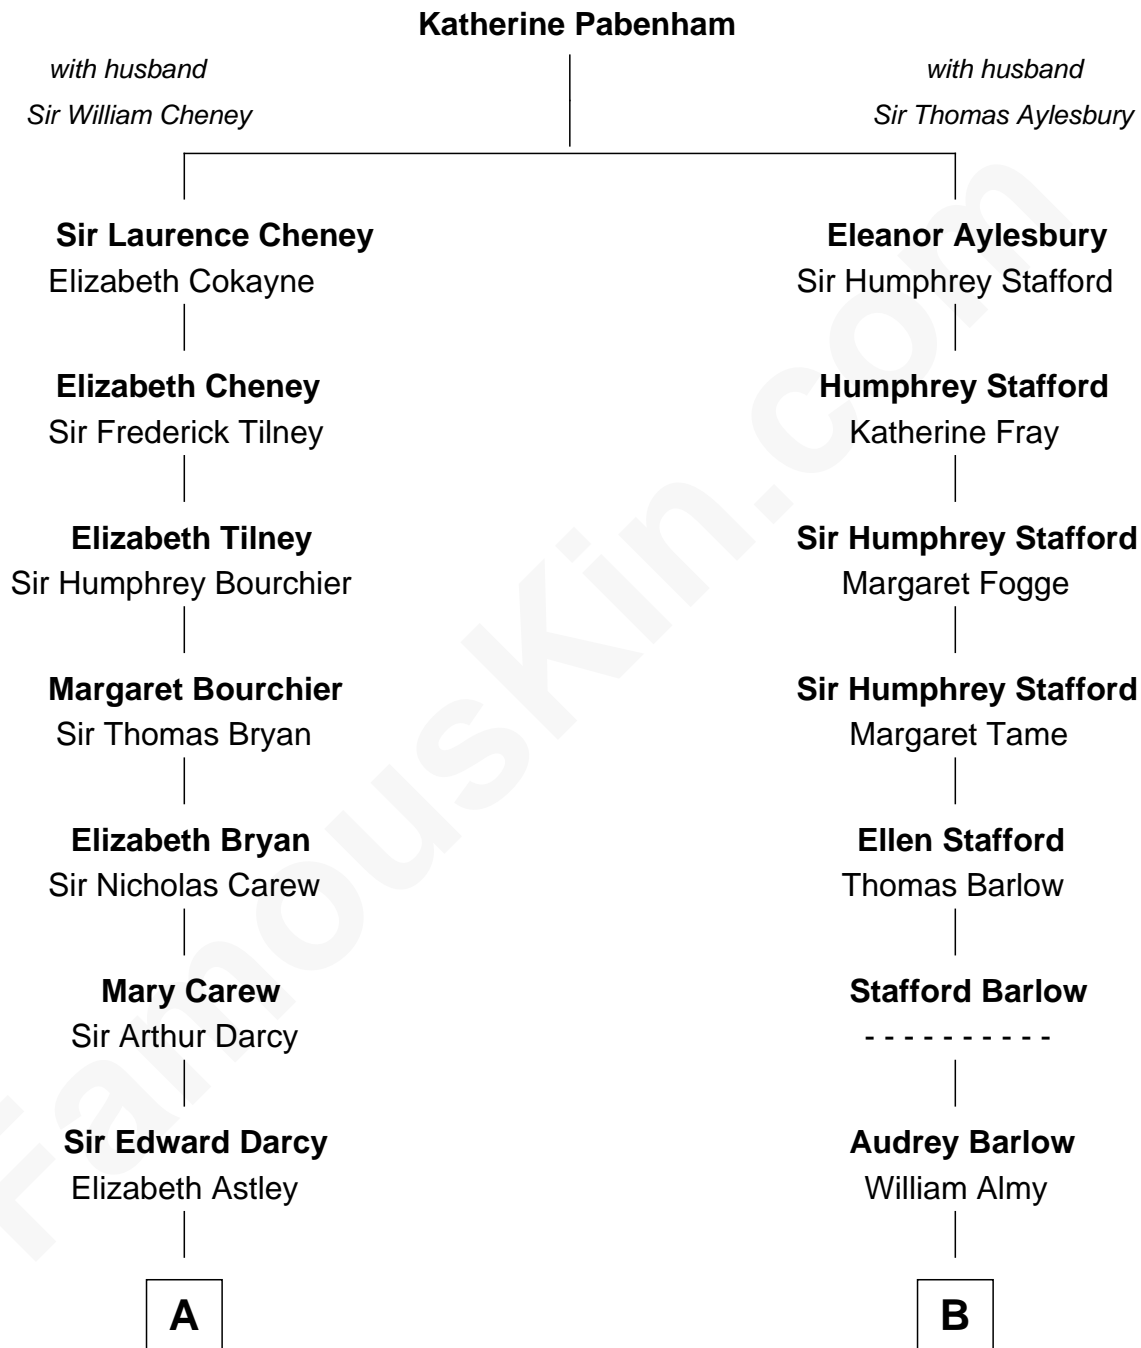 Katherine Pabenham
with husband
Sir William Cheney
with husband
Sir Thomas Aylesbury
Sir Laurence Cheney
Elizabeth Cokayne
Eleanor Aylesbury
Sir Humphrey Stafford
Elizabeth Cheney
Sir Frederick Tilney
Humphrey Stafford
Katherine Fray
Elizabeth Tilney
Sir Humphrey Bourchier
Sir Humphrey Stafford
Margaret Fogge
Margaret Bourchier
Sir Thomas Bryan
Sir Humphrey Stafford
Margaret Tame
Elizabeth Bryan
Sir Nicholas Carew
Ellen Stafford
Thomas Barlow
Mary Carew
Sir Arthur Darcy
Stafford Barlow
- - - - - - - - - -
Sir Edward Darcy
Elizabeth Astley
Audrey Barlow
William Almy
A
B
FamousKin.com